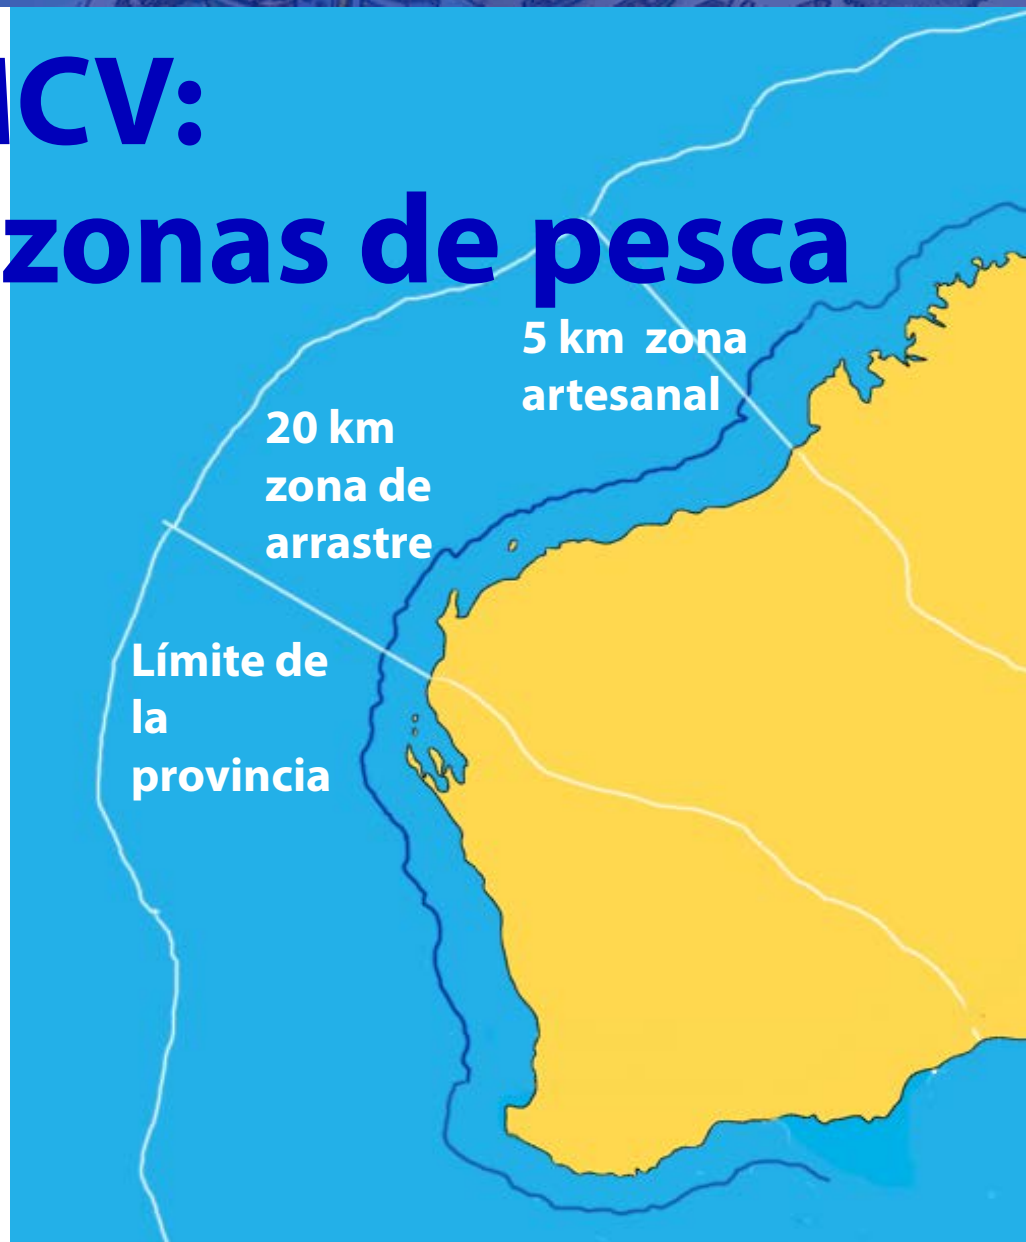 CV:
zonas de pesca
5 km zona
artesanal
20 km
zona de
arrastre
Límite de
la
provincia